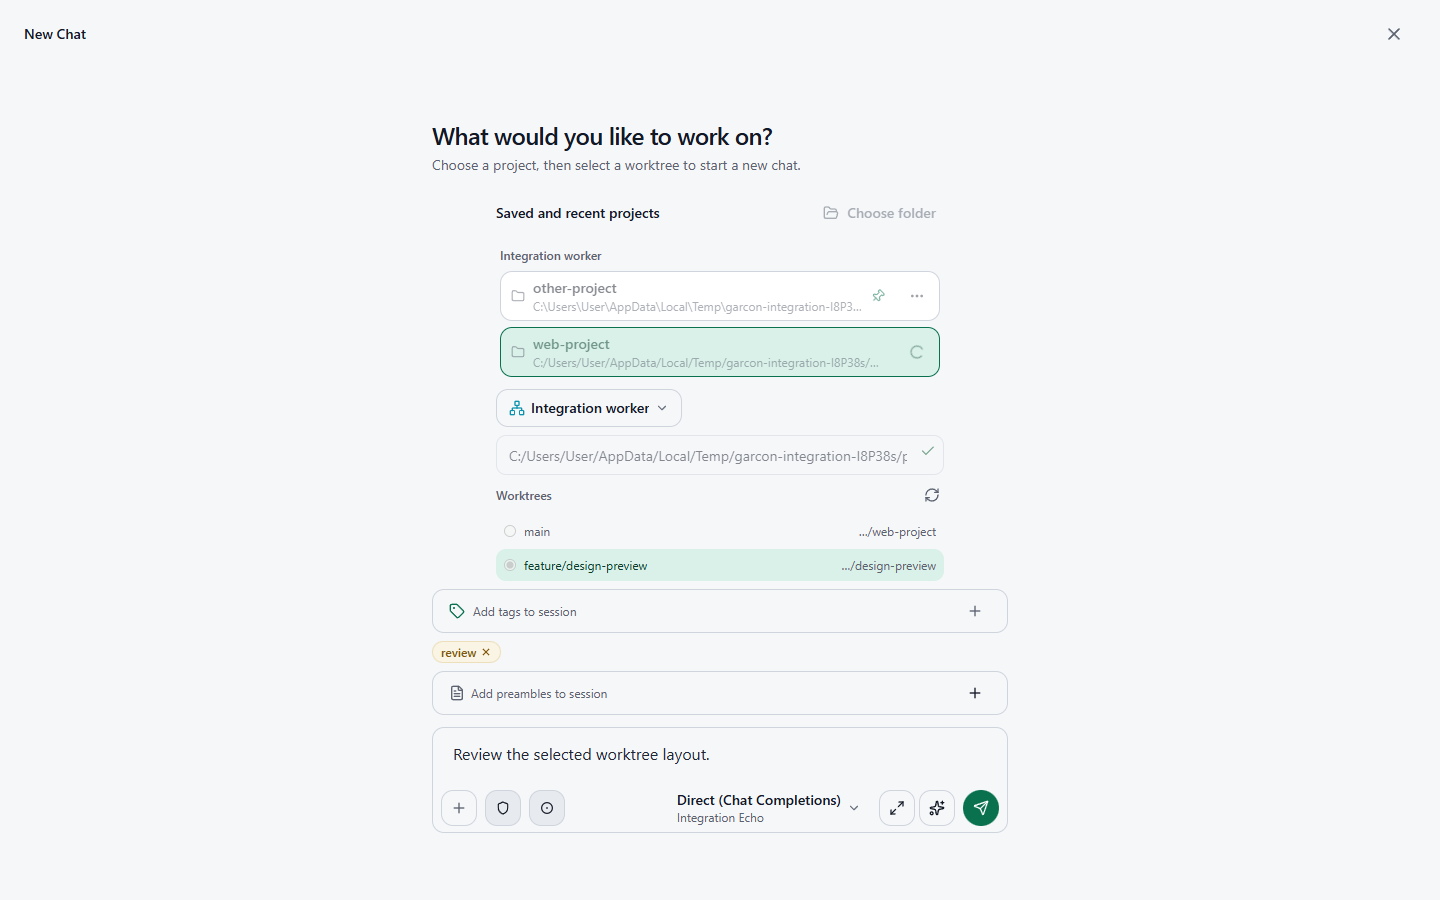 New Chat
What would you like to work on?
Choose a project, then select a worktree to start a new chat.
Saved and recent projects
Choose folder
Integration worker
other-project
C:\Users\User\AppData\Local\Temp\garcon-integration-I8P3...
web-project
C:/Users/User/AppData/Local/Temp/garcon-integration-I8P38s/...
Integration worker
C:/Users/User/AppData/Local/Temp/garcon-integration-I8P38s/p
Worktrees
main .../web-project
feature/design-preview .../design-preview
Add tags to session
review
Add preambles to session
Review the selected worktree layout.
Direct (Chat Completions)
Integration Echo